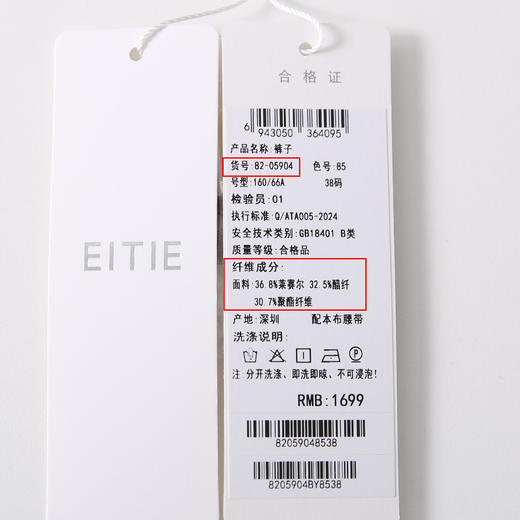 EITIE
合格证
6 943050 364095
产品名称:裤子
货号:82-05904 色号:85
号型:160/66A 38码
检验员:01
执行标准:Q/ATA005-2024
安全技术类别:GB18401 B类
质量等级:合格品
纤维成分:
面料:36.8%莱赛尔 32.5%醋纤
30.7%聚酯纤维
产地:深圳 配本布腰带
洗涤说明:
注:分开洗涤、即洗即晾、不可浸泡!
RMB:1699
82059048538
8205904BY8538